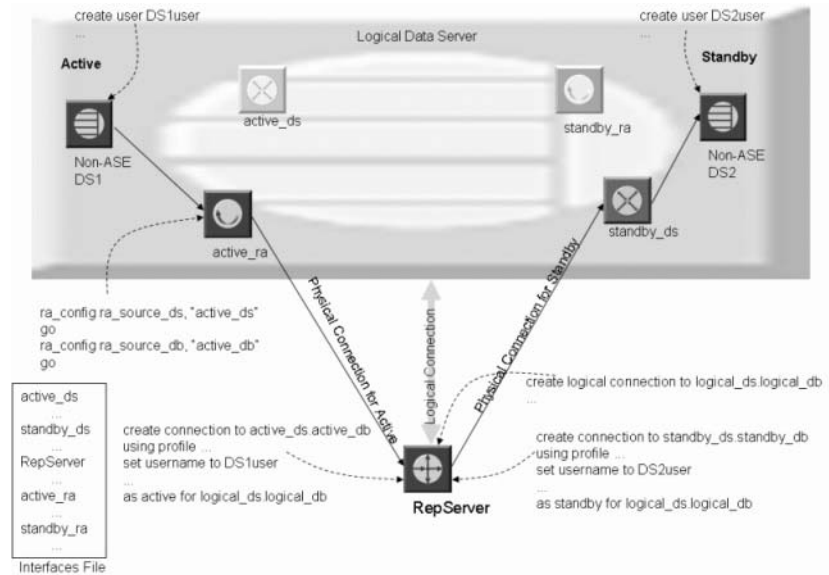 create user DS1user
...
create user DS2user
...
Logical Data Server
Active
Standby
active_ds
standby_ra
Non-ASE
DS1
Non-ASE
DS2
active_ra
standby_ds
Physical Connection for Active
Logical Connection
Physical Connection for Standby
ra_config ra_source_ds, "active_ds"
go
ra_config ra_source_db, "active_db"
go
create logical connection to logical_ds.logical_db
...
active_ds
...
standby_ds
...
RepServer
...
active_ra
...
standby_ra
...
Interfaces File
create connection to active_ds.active_db
using profile ...
set username to DS1user
...
as active for logical_ds.logical_db
create connection to standby_ds.standby_db
using profile ...
set username to DS2user
...
as standby for logical_ds.logical_db
RepServer